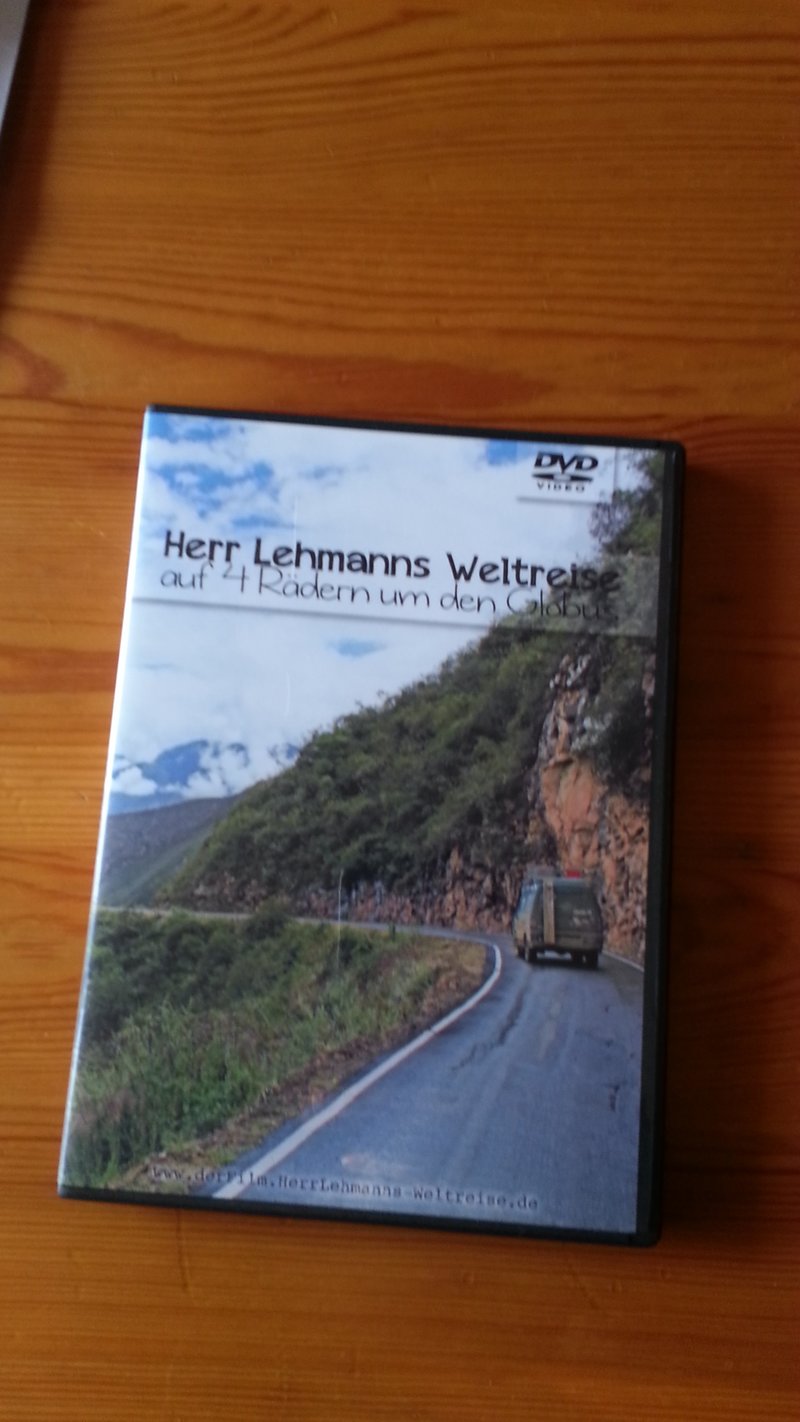 DVD
VIDEO
Herr Lehmanns Weltreise
auf 4 Rädern um den Globus
www.derFilm.HerrLehmanns-Weltreise.de